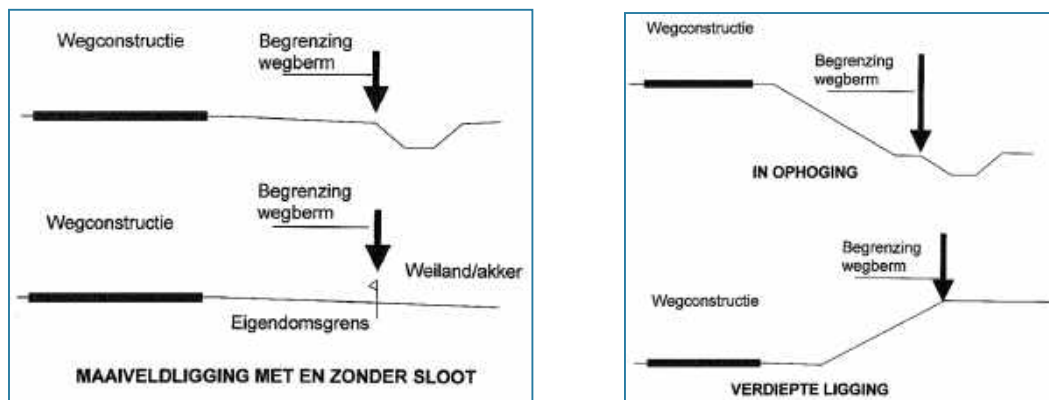 Wegconstructie
Begrenzing
wegberm
Begrenzing
wegberm
Wegconstructie
Weiland/akker
Eigendomsgrens
MAAIVELDLIGGING MET EN ZONDER SLOOT
Wegconstructie
Begrenzing
wegberm
IN OPHOGING
Begrenzing
wegberm
Wegconstructie
VERDIEPTE LIGGING